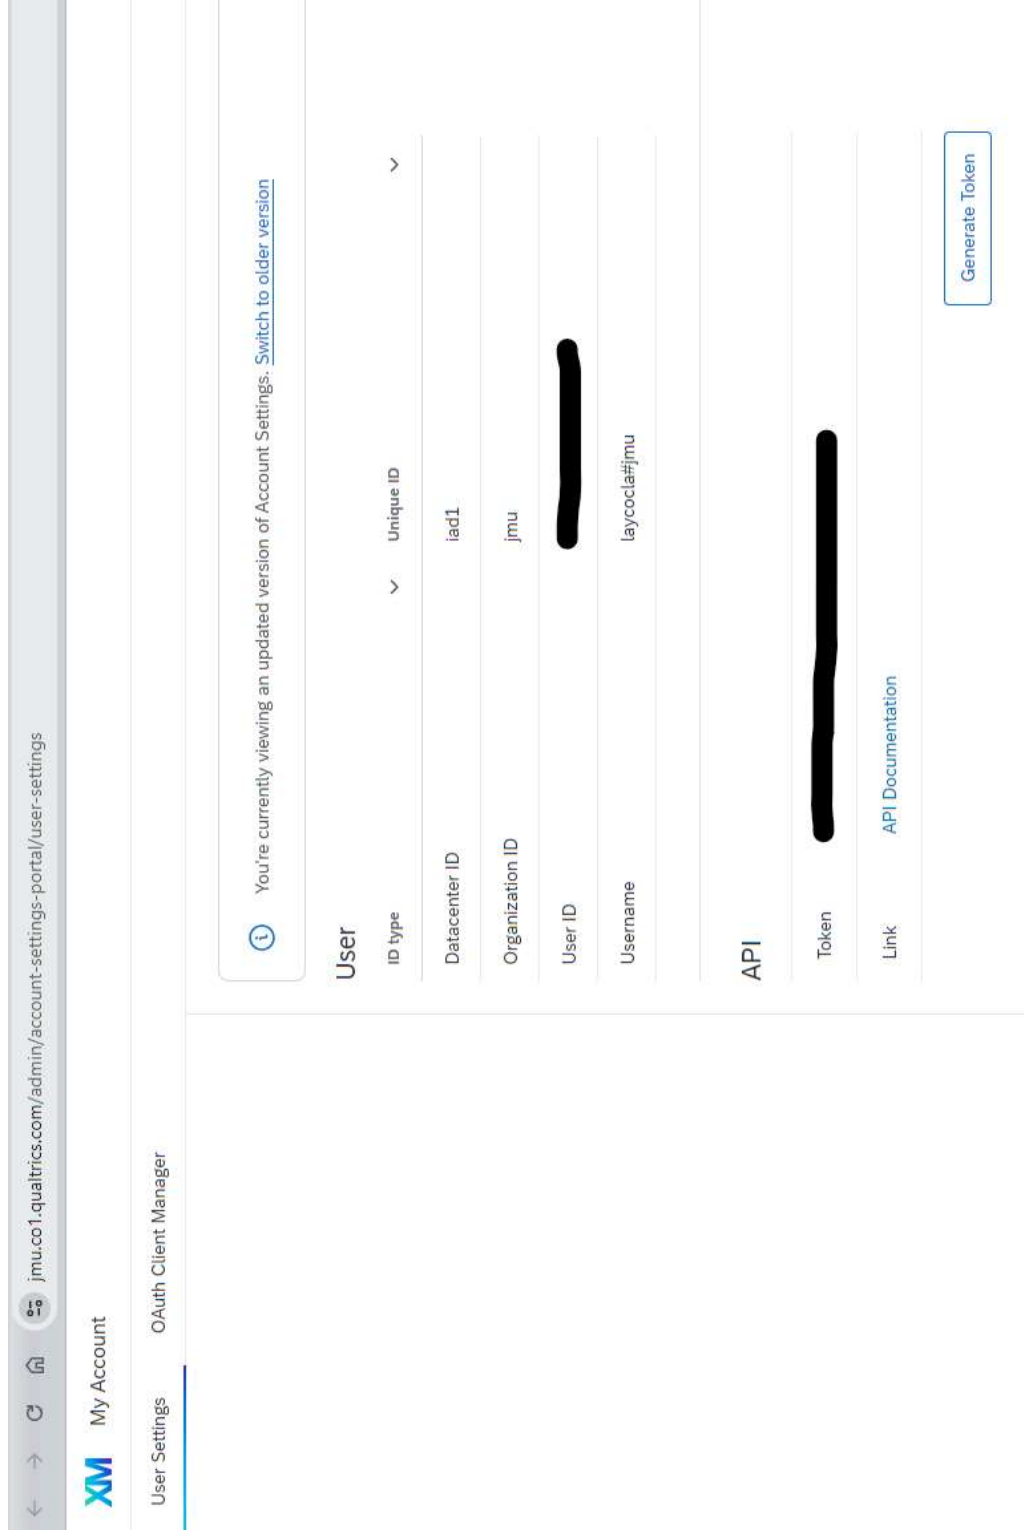 jmu.co1.qualtrics.com/admin/account-settings-portal/user-settings
XM My Account
User Settings OAuth Client Manager
You're currently viewing an updated version of Account Settings. Switch to older version
User
ID type Unique ID
Datacenter ID iad1
Organization ID jmu
User ID
Username laycocla#jmu
API
Token
Link API Documentation
Generate Token